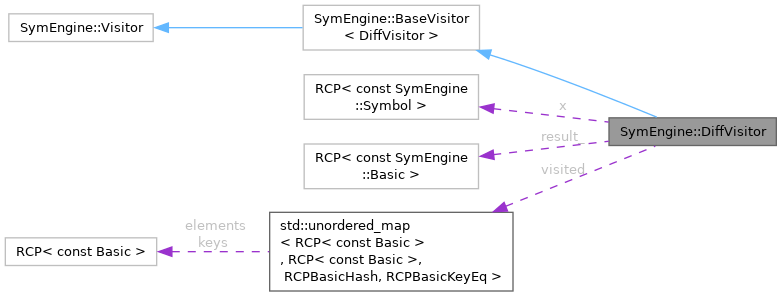 SymEngine::Visitor
SymEngine::BaseVisitor
< DiffVisitor >
RCP< const SymEngine
::Symbol >
x
SymEngine::DiffVisitor
result_
RCP< const SymEngine
::Basic >
visited
std::unordered_map
< RCP< const Basic >
, RCP< const Basic >,
RCPBasicHash, RCPBasicKeyEq >
elements
keys
RCP< const Basic >